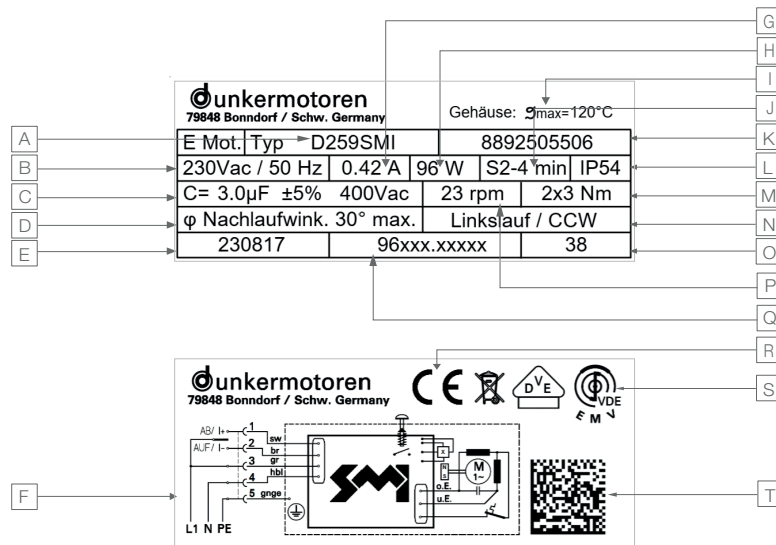 G
H
I
J
dunkermotoren
79848 Bonndorf / Schw. Germany
Gehäuse: ϑmax=120°C
A
E Mot. Typ D259SMI 8892505506
K
B
230Vac / 50 Hz 0.42 A 96 W S2-4 min IP54
L
C
C= 3.0µF ±5% 400Vac 23 rpm 2x3 Nm
M
D
φ Nachlaufwink. 30° max. Linkslauf / CCW
N
E
230817 96xxx.xxxxx 38
O
P
Q
R
dunkermotoren
79848 Bonndorf / Schw. Germany
CE
DVE
VDE
EMV
S
AB/ I+ 1 sw
AUF/ I- 2 br
3 gr
4 hbl
5 gnge
L1 N PE
SMI
x
N
S
M
1~
o.E.
u.E.
F
T